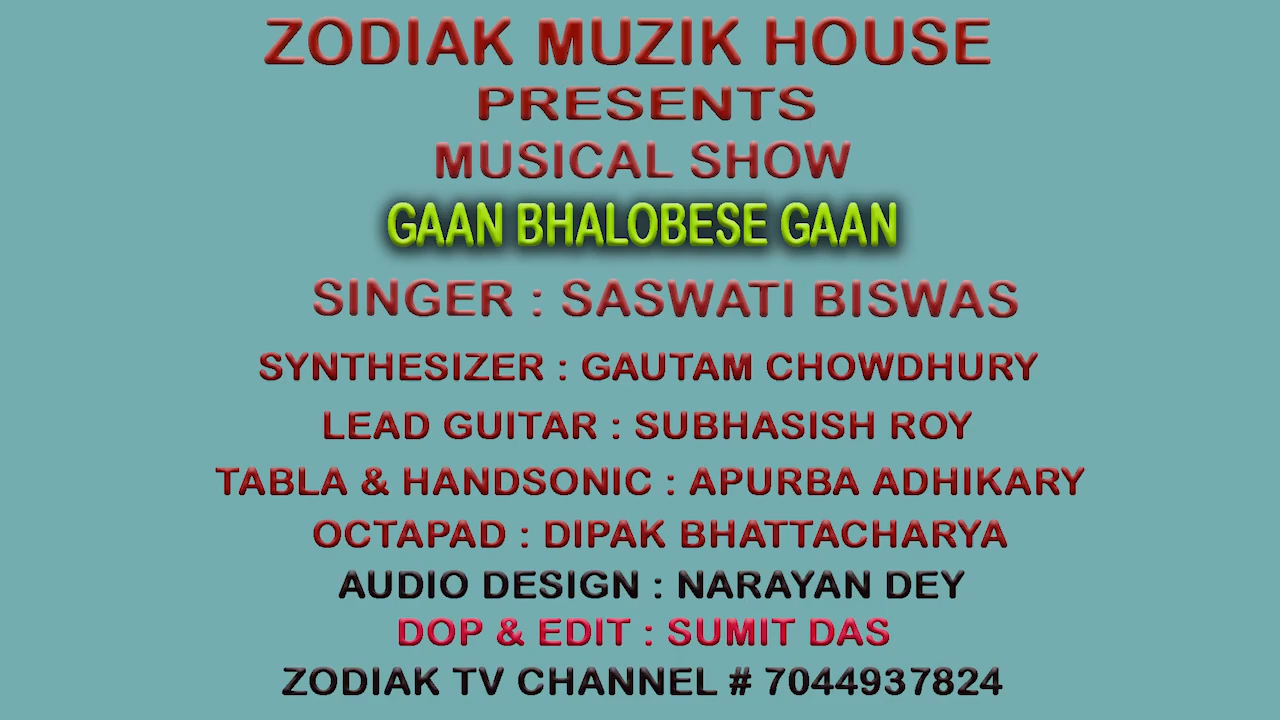 ZODIAK MUZIK HOUSE
PRESENTS
MUSICAL SHOW
GAAN BHALOBESE GAAN
SINGER : SASWATI BISWAS
SYNTHESIZER : GAUTAM CHOWDHURY
LEAD GUITAR : SUBHASISH ROY
TABLA & HANDSONIC : APURBA ADHIKARY
OCTAPAD : DIPAK BHATTACHARYA
AUDIO DESIGN : NARAYAN DEY
DOP & EDIT : SUMIT DAS
ZODIAK TV CHANNEL # 7044937824